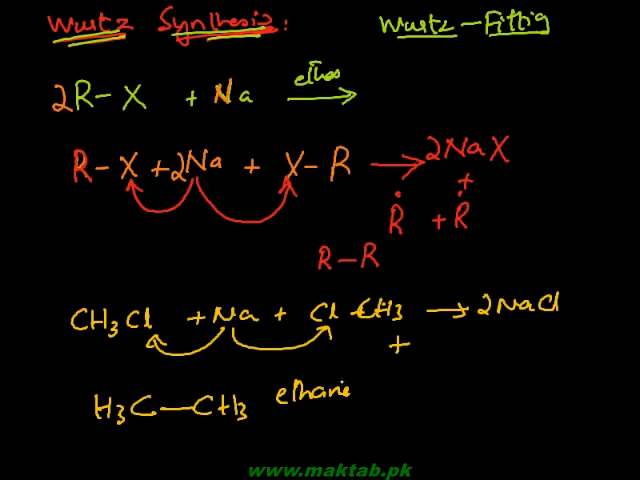 Wurtz Synthesis: Wurtz-Fittig
2R-X + Na ether
R-X + 2Na + X-R → 2NaX
+
Ṙ + Ṙ
R-R
CH3Cl + Na + Cl CH3 → 2NaCl
+
H3C-CH3 ethane
www.maktab.pk